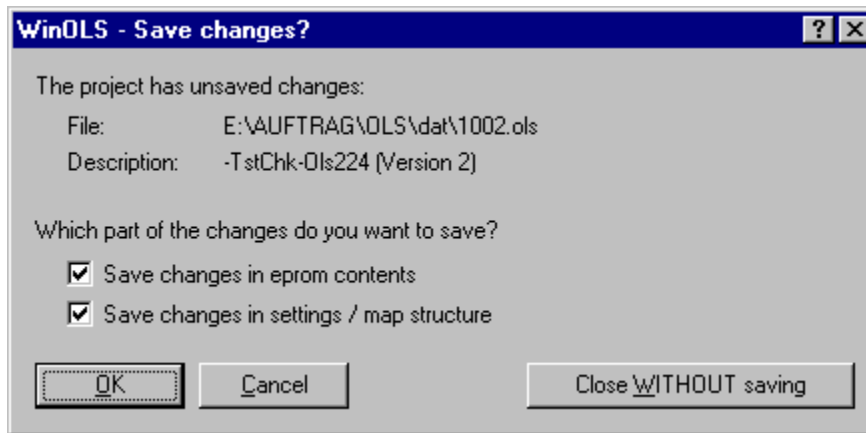 WinOLS - Save changes?
The project has unsaved changes:
File: E:\AUFTRAG\OLS\dat\1002.ols
Description: -TstChk-Ols224 (Version 2)
Which part of the changes do you want to save?
Save changes in eprom contents
Save changes in settings / map structure
OK Cancel Close WITHOUT saving